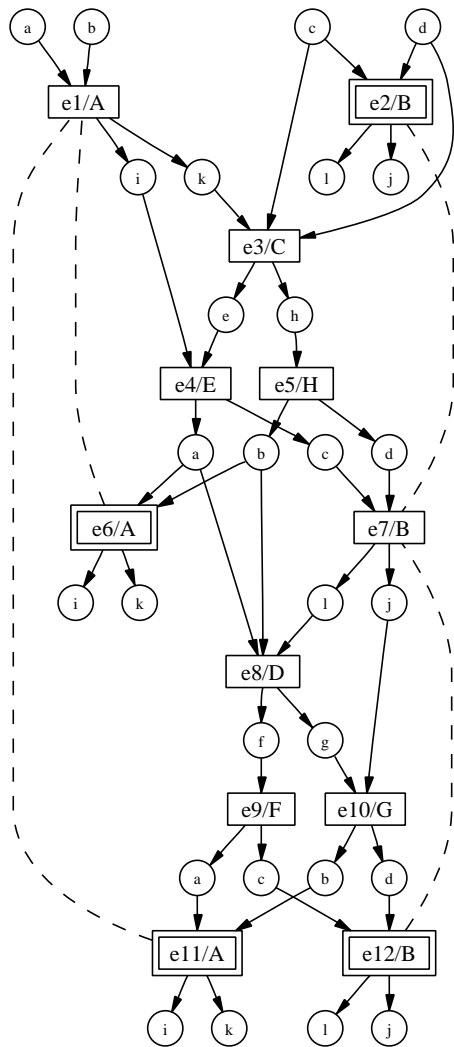 a b c d
e1/A e2/B
i k l j
e3/C
e h
e4/E e5/H
a b c d
e6/A e7/B
i k l j
e8/D
f g
e9/F e10/G
a c b d
e11/A e12/B
i k l j